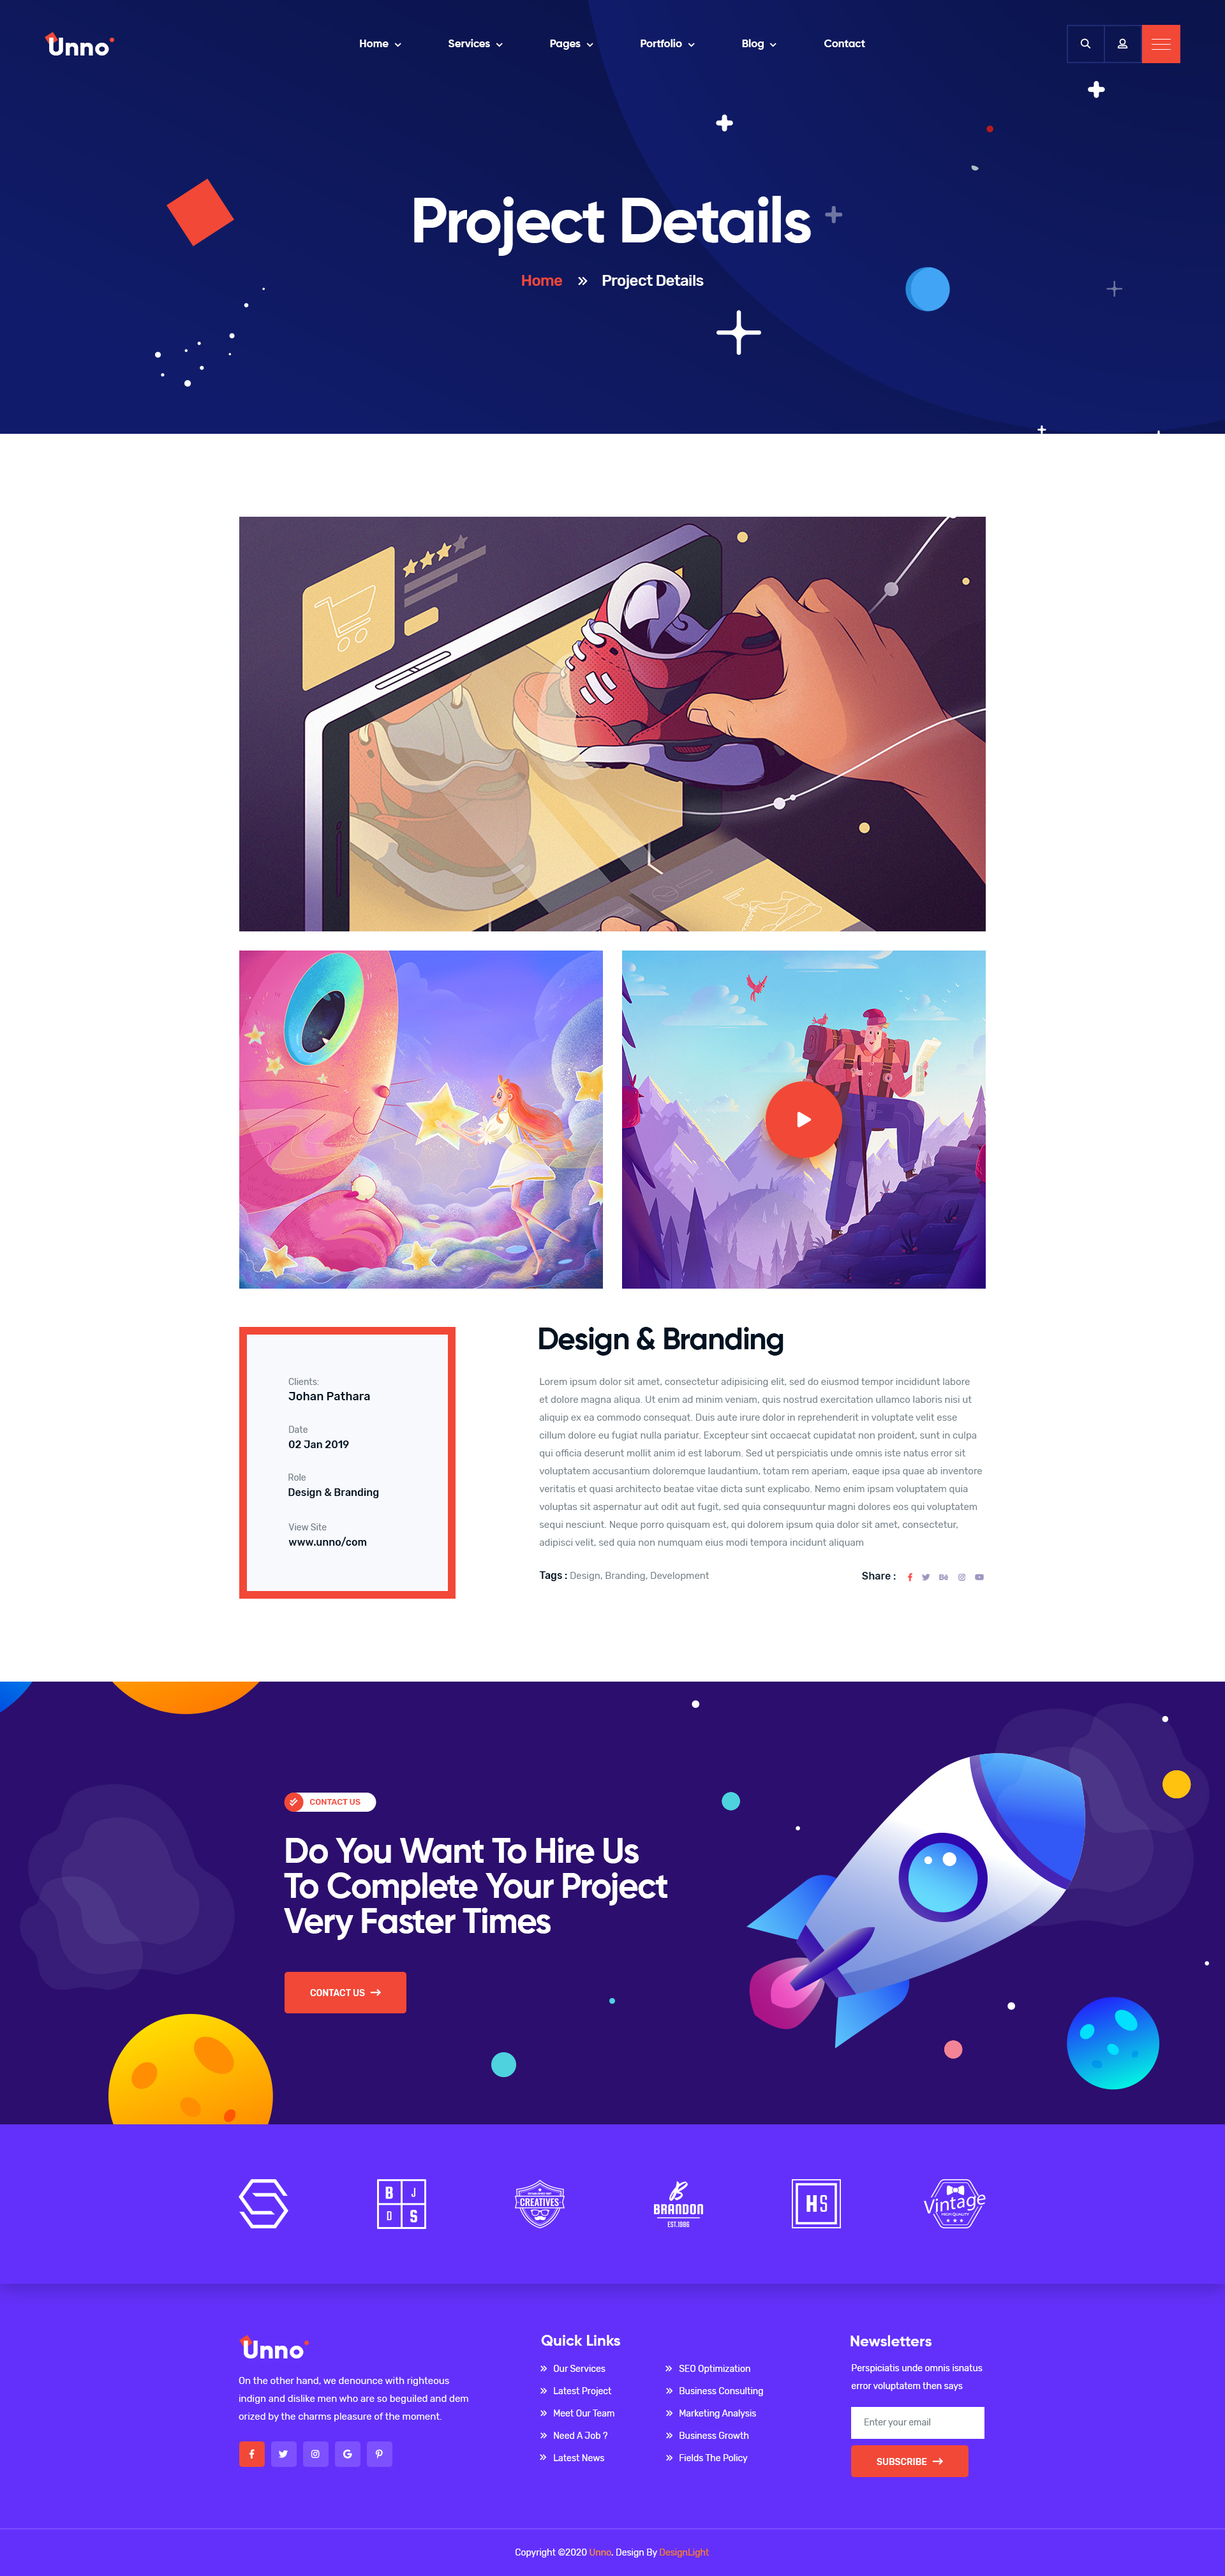 Unno
Home
Services
Pages
Portfolio
Blog
Contact
Project Details
Home » Project Details
Clients:
Johan Pathara
Date
02 Jan 2019
Role
Design & Branding
View Site
www.unno/com
Design & Branding
Lorem ipsum dolor sit amet, consectetur adipisicing elit, sed do eiusmod tempor incididunt labore
et dolore magna aliqua. Ut enim ad minim veniam, quis nostrud exercitation ullamco laboris nisi ut
aliquip ex ea commodo consequat. Duis aute irure dolor in reprehenderit in voluptate velit esse
cillum dolore eu fugiat nulla pariatur. Excepteur sint occaecat cupidatat non proident, sunt in culpa
qui officia deserunt mollit anim id est laborum. Sed ut perspiciatis unde omnis iste natus error sit
voluptatem accusantium doloremque laudantium, totam rem aperiam, eaque ipsa quae ab inventore
veritatis et quasi architecto beatae vitae dicta sunt explicabo. Nemo enim ipsam voluptatem quia
voluptas sit aspernatur aut odit aut fugit, sed quia consequuntur magni dolores eos qui voluptatem
sequi nesciunt. Neque porro quisquam est, qui dolorem ipsum quia dolor sit amet, consectetur,
adipisci velit, sed quia non numquam eius modi tempora incidunt aliquam
Tags : Design, Branding, Development
Share :
CONTACT US
Do You Want To Hire Us
To Complete Your Project
Very Faster Times
CONTACT US
B J
D S
CREATIVES
B
BRANDON
EST.1986
HS
Vintage
HIGH QUALITY
Unno
On the other hand, we denounce with righteous
indign and dislike men who are so beguiled and dem
orized by the charms pleasure of the moment.
Quick Links
Our Services
Latest Project
Meet Our Team
Need A Job ?
Latest News
SEO Optimization
Business Consulting
Marketing Analysis
Business Growth
Fields The Policy
Newsletters
Perspiciatis unde omnis isnatus
error voluptatem then says
Enter your email
SUBSCRIBE
Copyright ©2020 Unno. Design By DesignLight